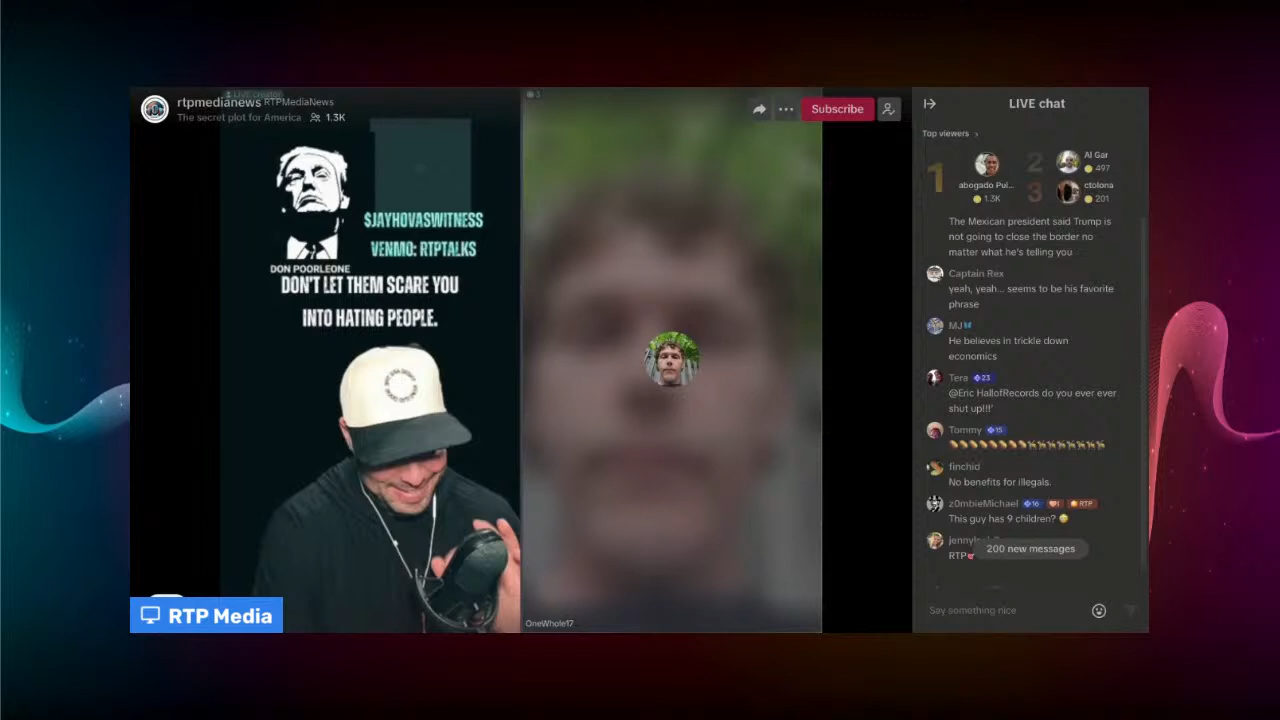 LIVE creator
rtpmedianews RTPMediaNews
The secret plot for America 1.3K
3
Subscribe
$JAYHOVASWITNESS
VENMO: RTPTALKS
DON POORLEONE
DON'T LET THEM SCARE YOU
INTO HATING PEOPLE.
RTP Media
OneWhole17
LIVE chat
Top viewers
1
abogado Pul...
1.3K
2
Al Gar
497
3
ctolona
201
The Mexican president said Trump is
not going to close the border no
matter what he's telling you
Captain Rex
yeah, yeah... seems to be his favorite
phrase
MJ
He believes in trickle down
economics
Tera 23
@Eric HallofRecords do you ever ever
shut up!!!'
Tommy 15
finchid
No benefits for illegals.
z0mbieMichael 16 RTP
This guy has 9 children?
RTP
200 new messages
Say something nice